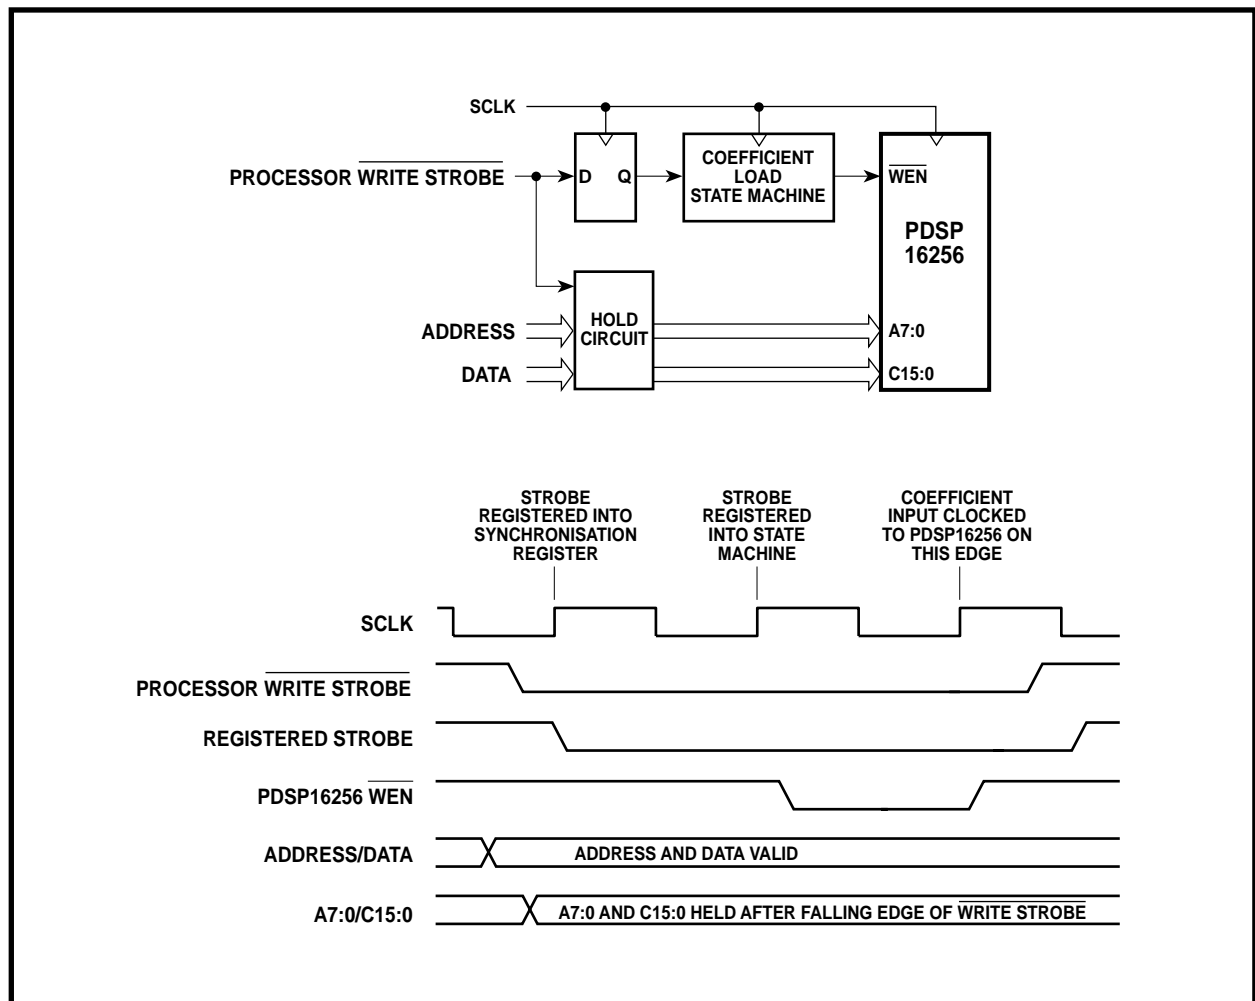 SCLK
PROCESSOR WRITE STROBE
D Q
COEFFICIENT
LOAD
STATE MACHINE
WEN
PDSP
16256
ADDRESS
DATA
HOLD
CIRCUIT
A7:0
C15:0
STROBE
REGISTERED INTO
SYNCHRONISATION
REGISTER
STROBE
REGISTERED
INTO STATE
MACHINE
COEFFICIENT
INPUT CLOCKED
TO PDSP16256 ON
THIS EDGE
SCLK
PROCESSOR WRITE STROBE
REGISTERED STROBE
PDSP16256 WEN
ADDRESS/DATA
ADDRESS AND DATA VALID
A7:0/C15:0
A7:0 AND C15:0 HELD AFTER FALLING EDGE OF WRITE STROBE